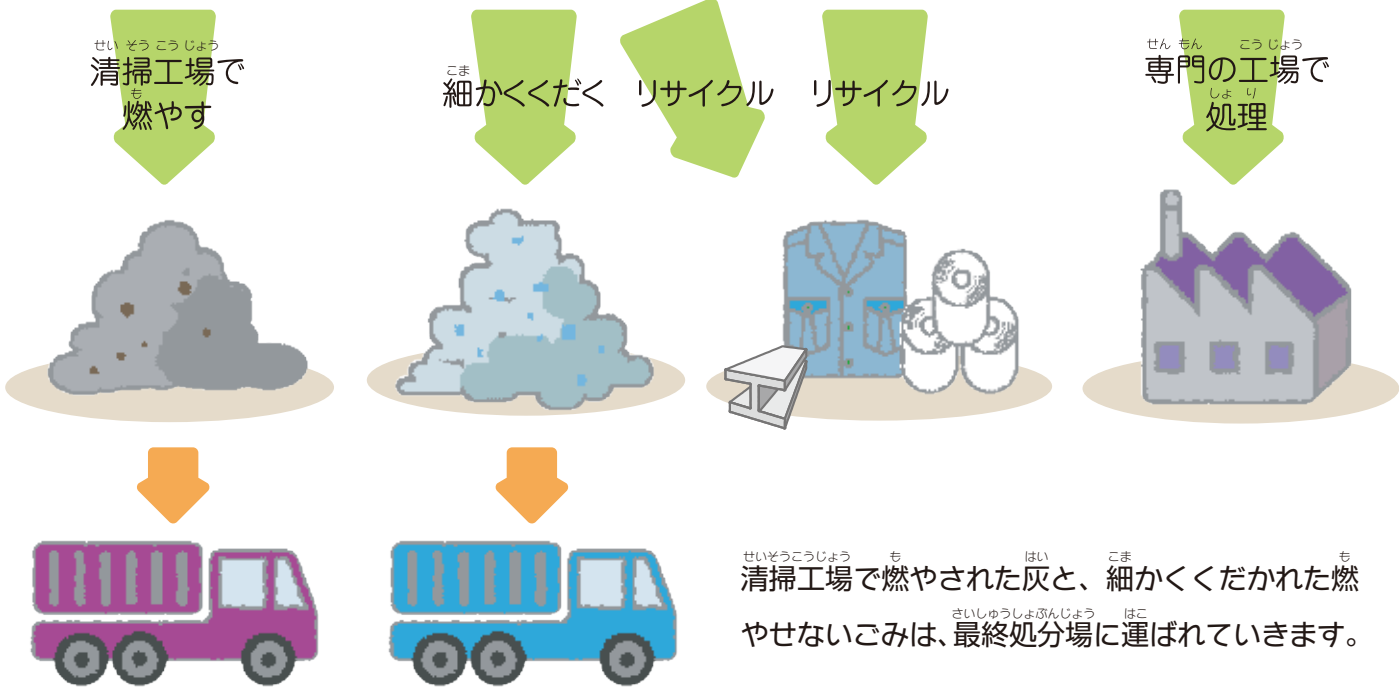 せいそうこうじょう
清掃工場で
も
燃やす
こま
細かくくだく
リサイクル
リサイクル
せんもん こうじょう
専門の工場で
しょり
処理
せいそうこうじょう も はい こま も
清掃工場で燃やされた灰と、細かくくだかれた燃
さいしゅうしょぶんじょう はこ
やせないごみは、最終処分場に運ばれていきます。